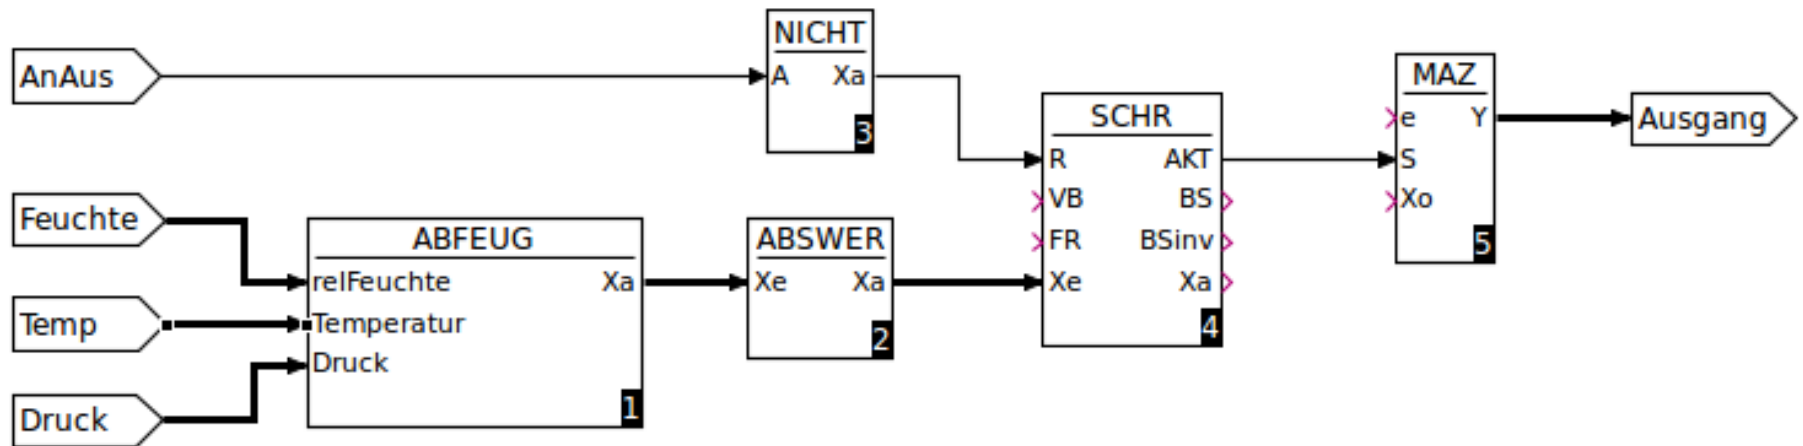 AnAus
NICHT
A Xa
3
SCHR
R AKT
VB BS
FR BSinv
Xe Xa
4
MAZ
e Y
S
Xo
5
Ausgang
Feuchte
Temp
Druck
ABFEUG
relFeuchte Xa
Temperatur
Druck
1
ABSWER
Xe Xa
2